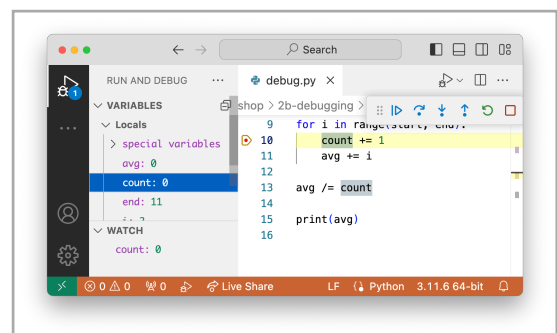 Search
RUN AND DEBUG ...
debug.py ×
1
VARIABLES
shop > 2b-debugging >
Locals
9 for i in range(start, end):
special variables
10 count += 1
avg: 0
11 avg += i
count: 0
12
end: 11
13 avg /= count
14
WATCH
15 print(avg)
count: 0
16
0 0 0 Live Share LF Python 3.11.6 64-bit